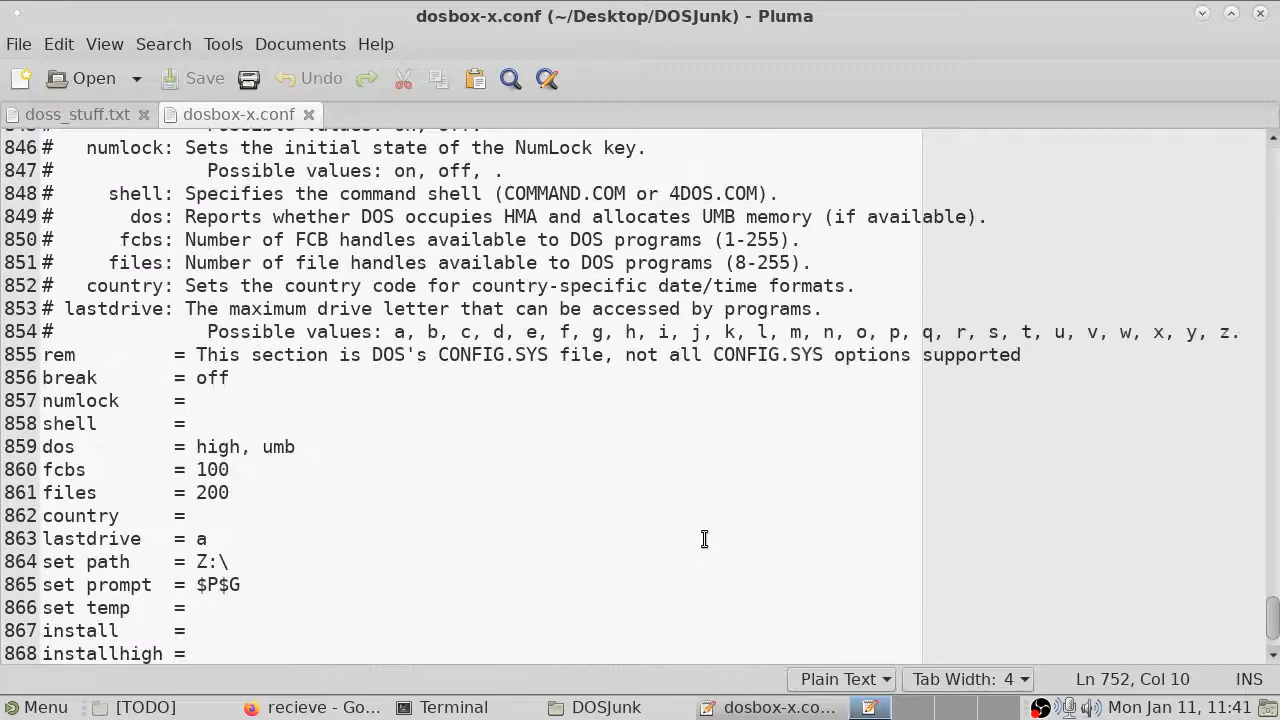 dosbox-x.conf (~/Desktop/DOSJunk) - Pluma
File Edit View Search Tools Documents Help
Open Save Undo
doss_stuff.txt dosbox-x.conf
# Possible values: on, off.
846 # numlock: Sets the initial state of the NumLock key.
847 # Possible values: on, off, .
848 # shell: Specifies the command shell (COMMAND.COM or 4DOS.COM).
849 # dos: Reports whether DOS occupies HMA and allocates UMB memory (if available).
850 # fcbs: Number of FCB handles available to DOS programs (1-255).
851 # files: Number of file handles available to DOS programs (8-255).
852 # country: Sets the country code for country-specific date/time formats.
853 # lastdrive: The maximum drive letter that can be accessed by programs.
854 # Possible values: a, b, c, d, e, f, g, h, i, j, k, l, m, n, o, p, q, r, s, t, u, v, w, x, y, z.
855 rem = This section is DOS's CONFIG.SYS file, not all CONFIG.SYS options supported
856 break = off
857 numlock =
858 shell =
859 dos = high, umb
860 fcbs = 100
861 files = 200
862 country =
863 lastdrive = a
864 set path = Z:\
865 set prompt = $P$G
866 set temp =
867 install =
868 installhigh =
Plain Text Tab Width: 4 Ln 752, Col 10 INS
Menu [TODO] recieve - Go... Terminal DOSJunk dosbox-x.co... Mon Jan 11, 11:41